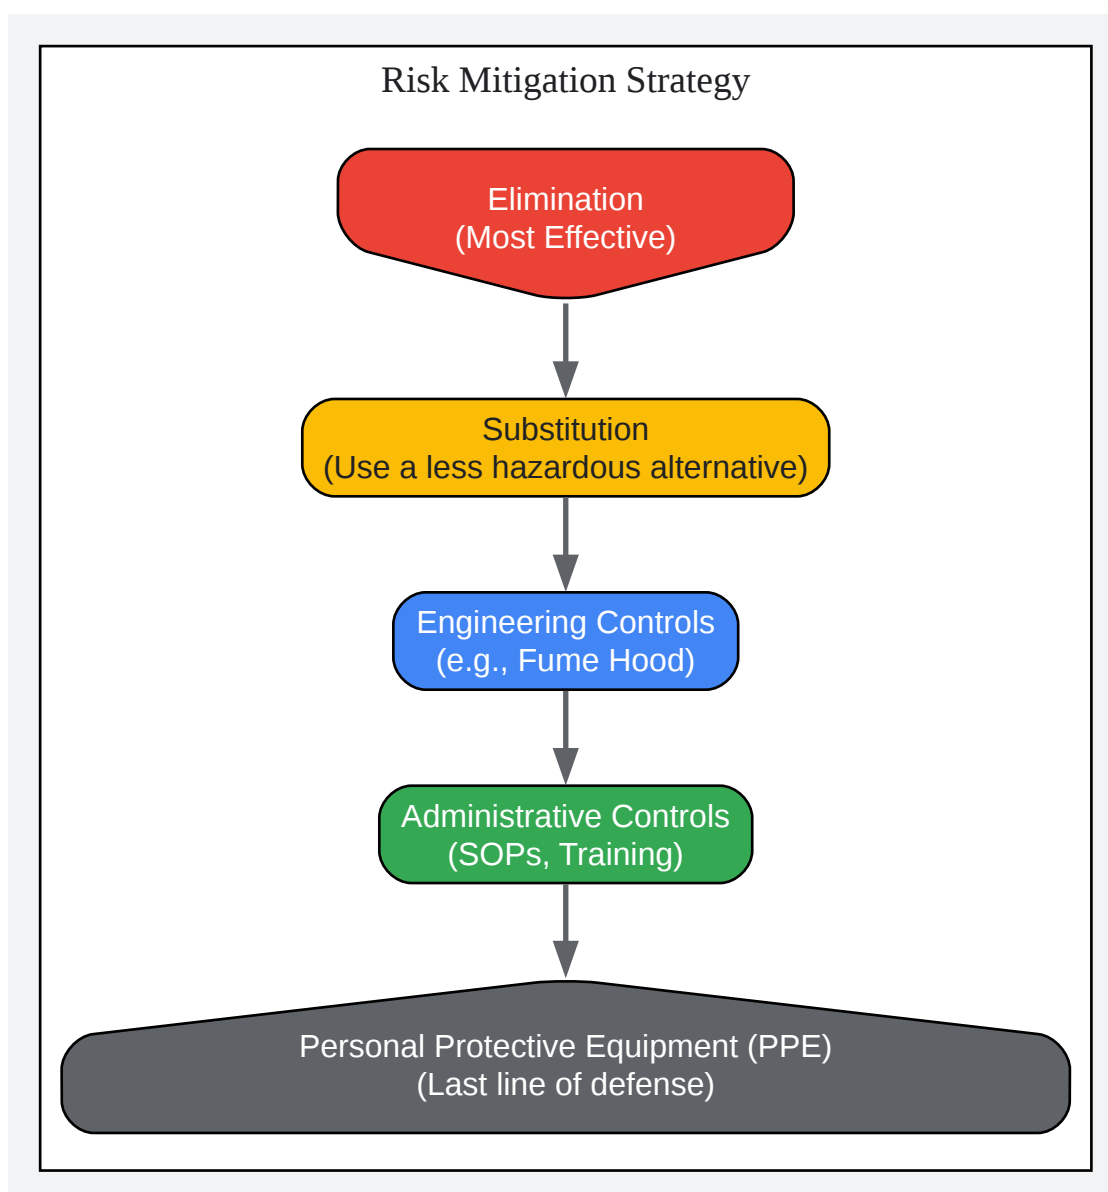 Risk Mitigation Strategy
Elimination
(Most Effective)
Substitution
(Use a less hazardous alternative)
Engineering Controls
(e.g., Fume Hood)
Administrative Controls
(SOPs, Training)
Personal Protective Equipment (PPE)
(Last line of defense)